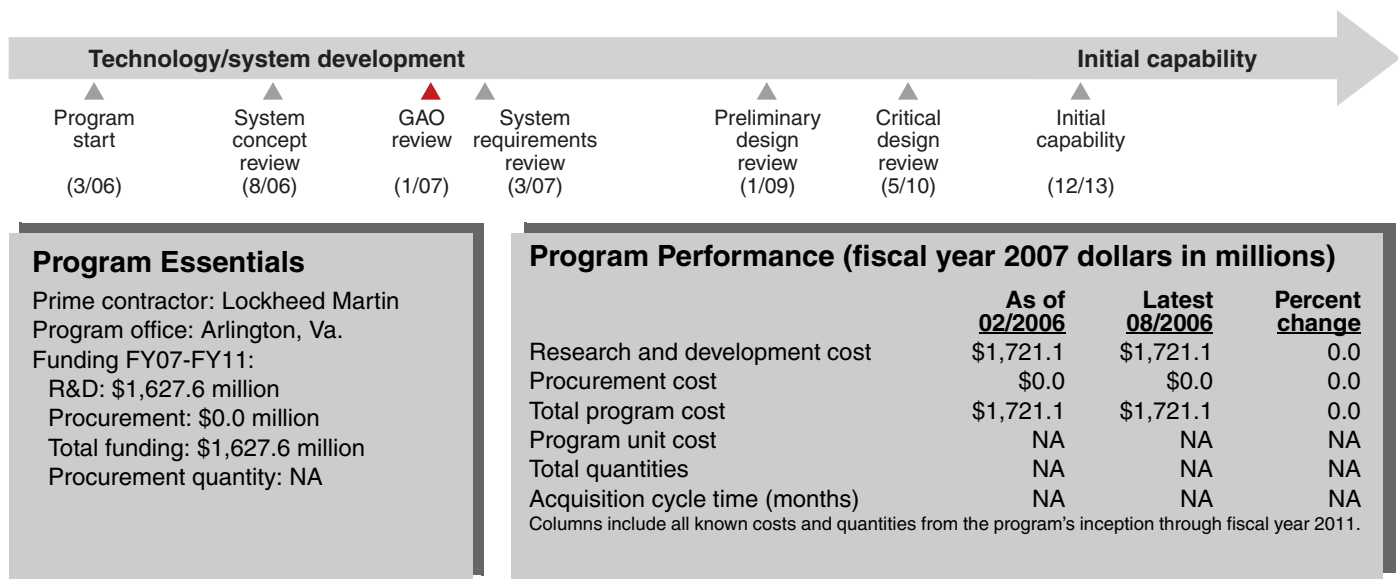 Technology/system development
Initial capability
Program
start
(3/06)
System
concept
review
(8/06)
GAO
review
(1/07)
System
requirements
review
(3/07)
Preliminary
design
review
(1/09)
Critical
design
review
(5/10)
Initial
capability
(12/13)
Program Essentials
Prime contractor: Lockheed Martin
Program office: Arlington, Va.
Funding FY07-FY11:
R&D: $1,627.6 million
Procurement: $0.0 million
Total funding: $1,627.6 million
Procurement quantity: NA
Program Performance (fiscal year 2007 dollars in millions)
As of Latest Percent
02/2006 08/2006 change
Research and development cost $1,721.1 $1,721.1 0.0
Procurement cost $0.0 $0.0 0.0
Total program cost $1,721.1 $1,721.1 0.0
Program unit cost NA NA NA
Total quantities NA NA NA
Acquisition cycle time (months) NA NA NA
Columns include all known costs and quantities from the program's inception through fiscal year 2011.